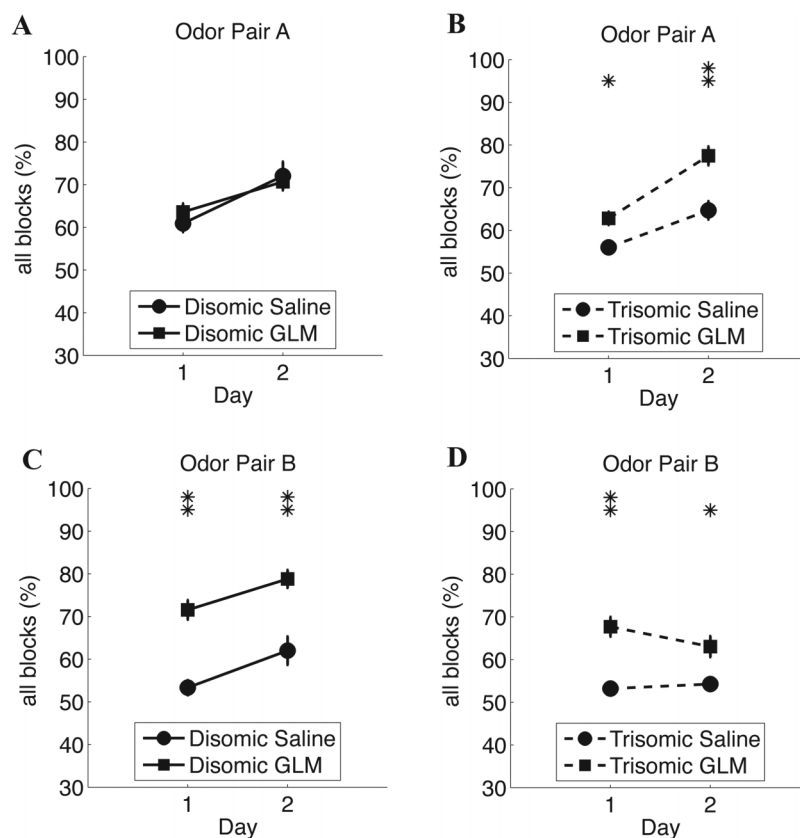 A
Odor Pair A
100
90
80
70
60
50
40
30
all blocks (%)
Disomic Saline
Disomic GLM
1 2
Day
B
Odor Pair A
100
90
80
70
60
50
40
30
all blocks (%)
* **
Trisomic Saline
Trisomic GLM
1 2
Day
C
Odor Pair B
100
90
80
70
60
50
40
30
all blocks (%)
** **
Disomic Saline
Disomic GLM
1 2
Day
D
Odor Pair B
100
90
80
70
60
50
40
30
all blocks (%)
** *
Trisomic Saline
Trisomic GLM
1 2
Day